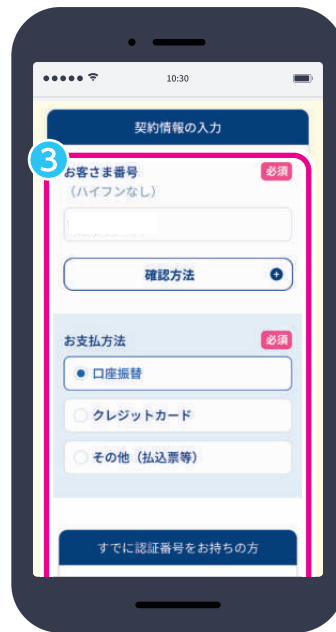 10:30
契約情報の入力
3
お客さま番号 必須
（ハイフンなし）
確認方法
お支払方法 必須
口座振替
クレジットカード
その他（払込票等）
すでに認証番号をお持ちの方